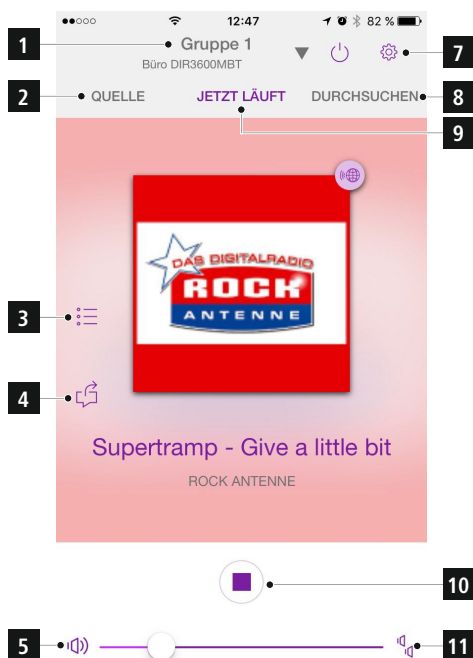 12:47
82 %
1
Gruppe 1
Büro DIR3600MBT
7
2
QUELLE
JETZT LÄUFT
DURCHSUCHEN
8
9
DAS DIGITALRADIO
ROCK
ANTENNE
3
4
Supertramp - Give a little bit
ROCK ANTENNE
10
5
11